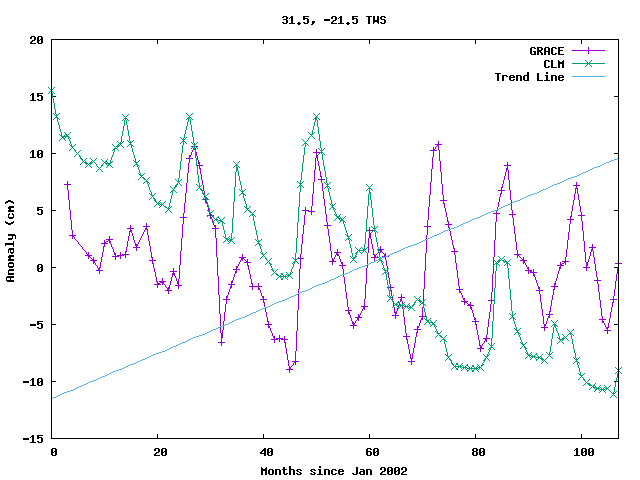 31.5, -21.5 TWS
GRACE
CLM
Trend Line
20
15
10
5
0
-5
-10
-15
Anomaly (cm)
0 20 40 60 80 100
Months since Jan 2002